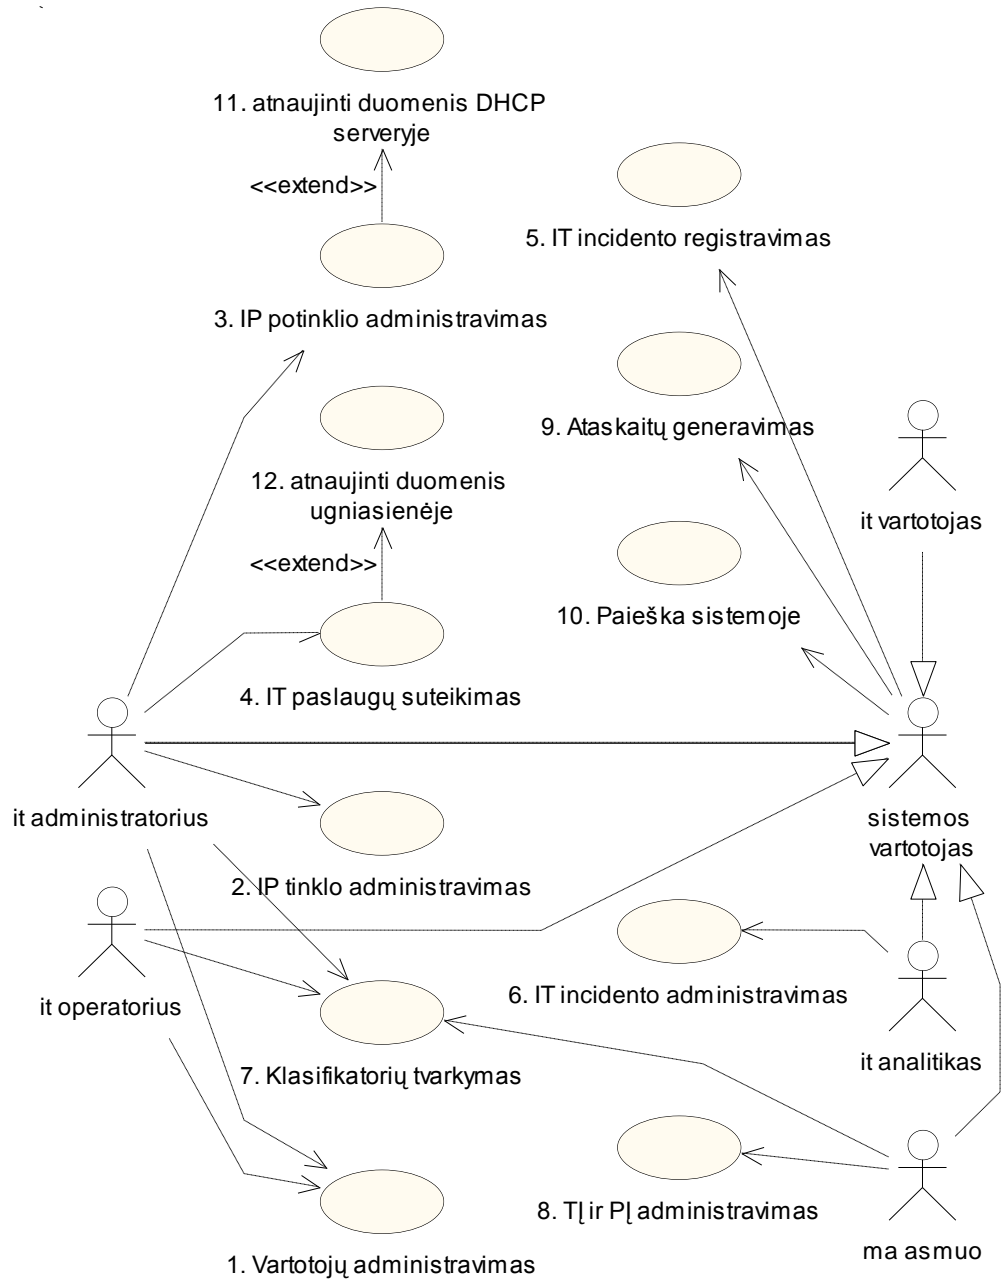 11. atnaujinti duomenis DHCP
serveryje
<<extend>>
5. IT incidento registravimas
3. IP potinklio administravimas
9. Ataskaitų generavimas
12. atnaujinti duomenis
ugniasienėje
it vartotojas
<<extend>>
10. Paieška sistemoje
4. IT paslaugų suteikimas
it administratorius
sistemos
vartotojas
2. IP tinklo administravimas
6. IT incidento administravimas
it operatorius
it analitikas
7. Klasifikatorių tvarkymas
8. TĮ ir PĮ administravimas
ma asmuo
1. Vartotojų administravimas